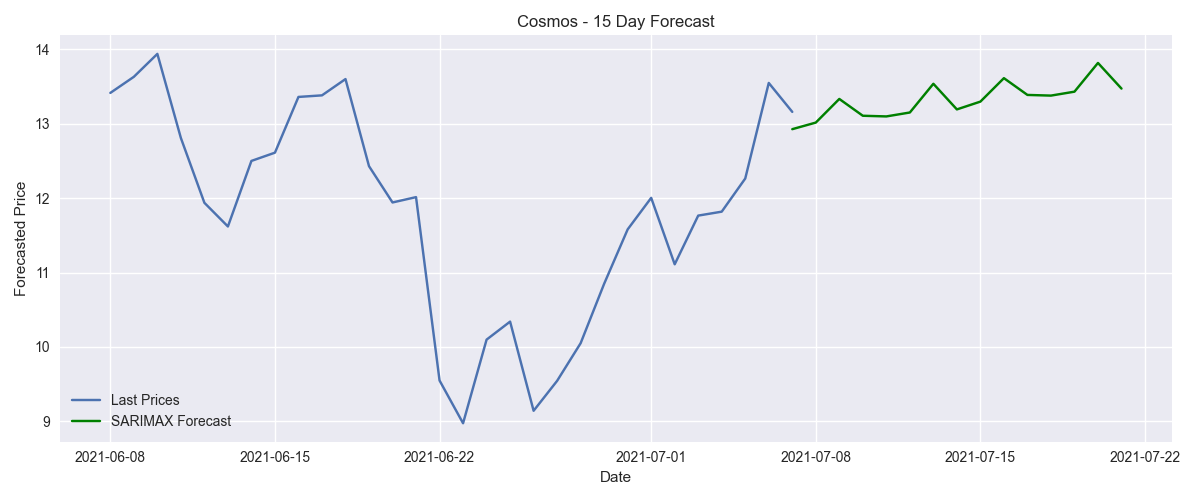 Cosmos - 15 Day Forecast
Forecasted Price
14
13
12
11
10
9
Last Prices
SARIMAX Forecast
2021-06-08 2021-06-15 2021-06-22 2021-07-01 2021-07-08 2021-07-15 2021-07-22
Date